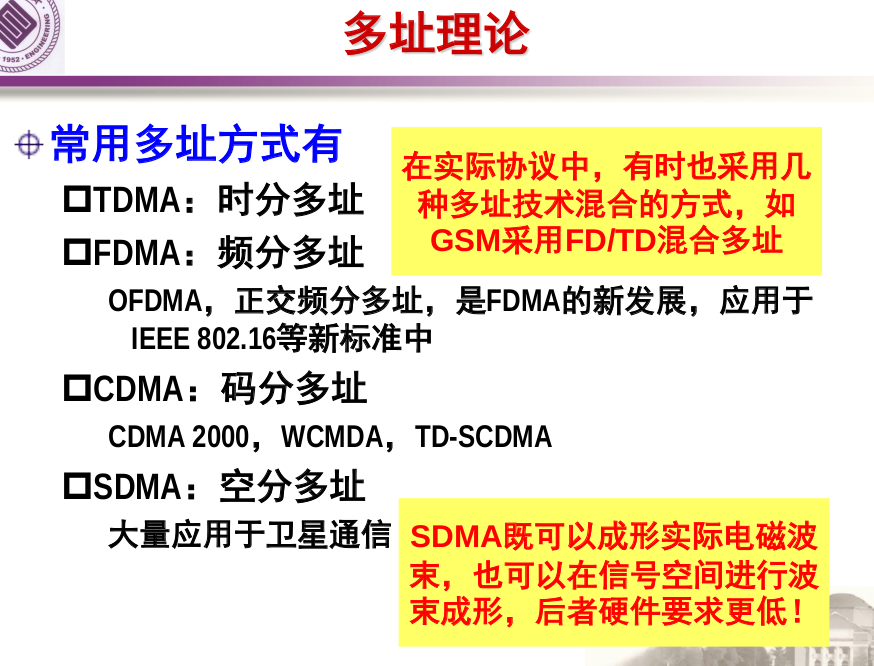 多址理论
1952 · ENGINEERING
常用多址方式有
TDMA：时分多址
FDMA：频分多址
在实际协议中，有时也采用几
种多址技术混合的方式，如
GSM采用FD/TD混合多址
OFDMA，正交频分多址，是FDMA的新发展，应用于
IEEE 802.16等新标准中
CDMA：码分多址
CDMA 2000，WCMDA，TD-SCDMA
SDMA：空分多址
大量应用于卫星通信
SDMA既可以成形实际电磁波
束，也可以在信号空间进行波
束成形，后者硬件要求更低！